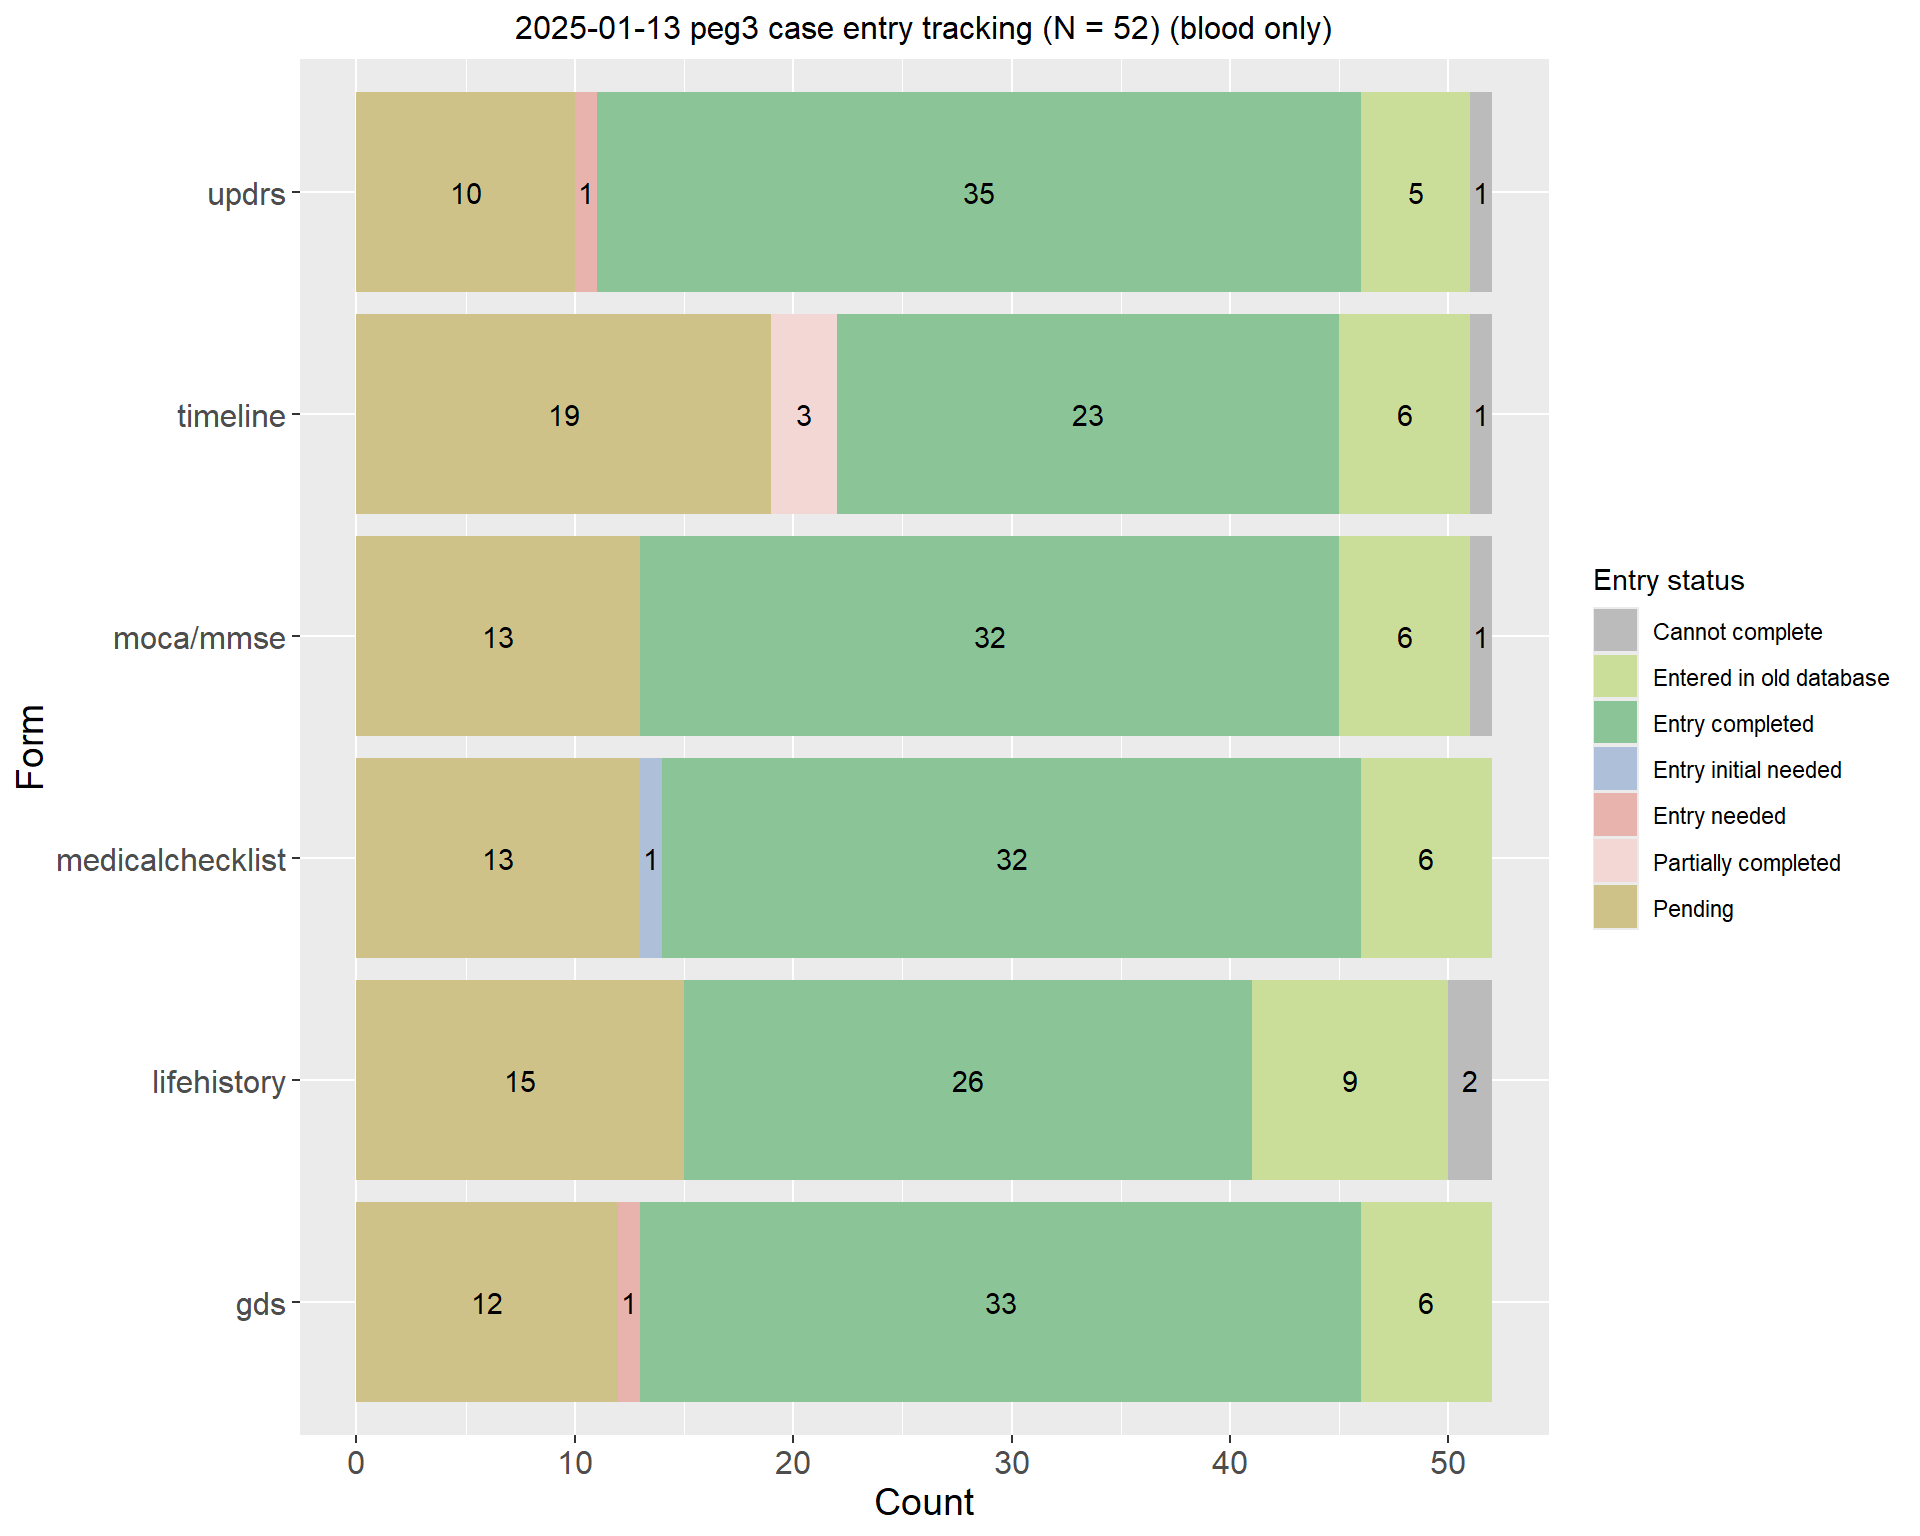 2025-01-13 peg3 case entry tracking (N = 52) (blood only)
updrs
10
1
35
5
1
timeline
19
3
23
6
1
moca/mmse
13
32
6
1
medicalchecklist
13
1
32
6
lifehistory
15
26
9
2
gds
12
1
33
6
Form
0
10
20
30
40
50
Count
Entry status
Cannot complete
Entered in old database
Entry completed
Entry initial needed
Entry needed
Partially completed
Pending